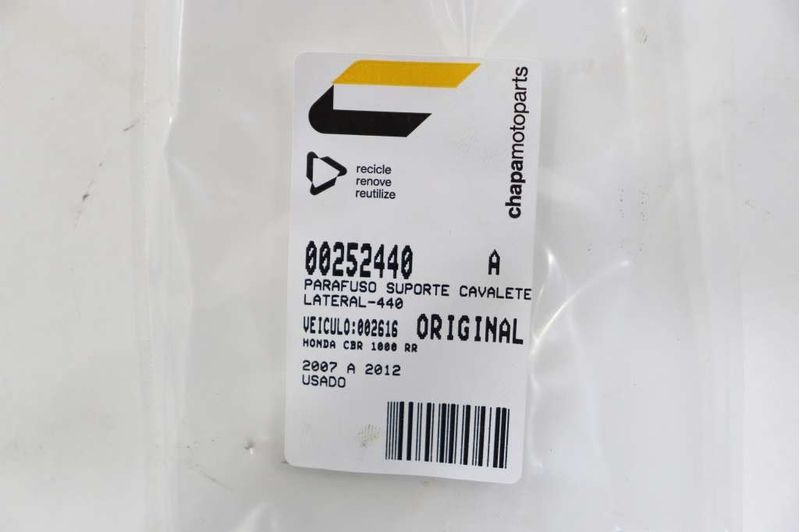 chapamotoparts
recicle
renove
reutilize
00252440 A
PARAFUSO SUPORTE CAVALETE
LATERAL-440
VEICULO:002616 ORIGINAL
HONDA CBR 1000 RR
2007 A 2012
USADO